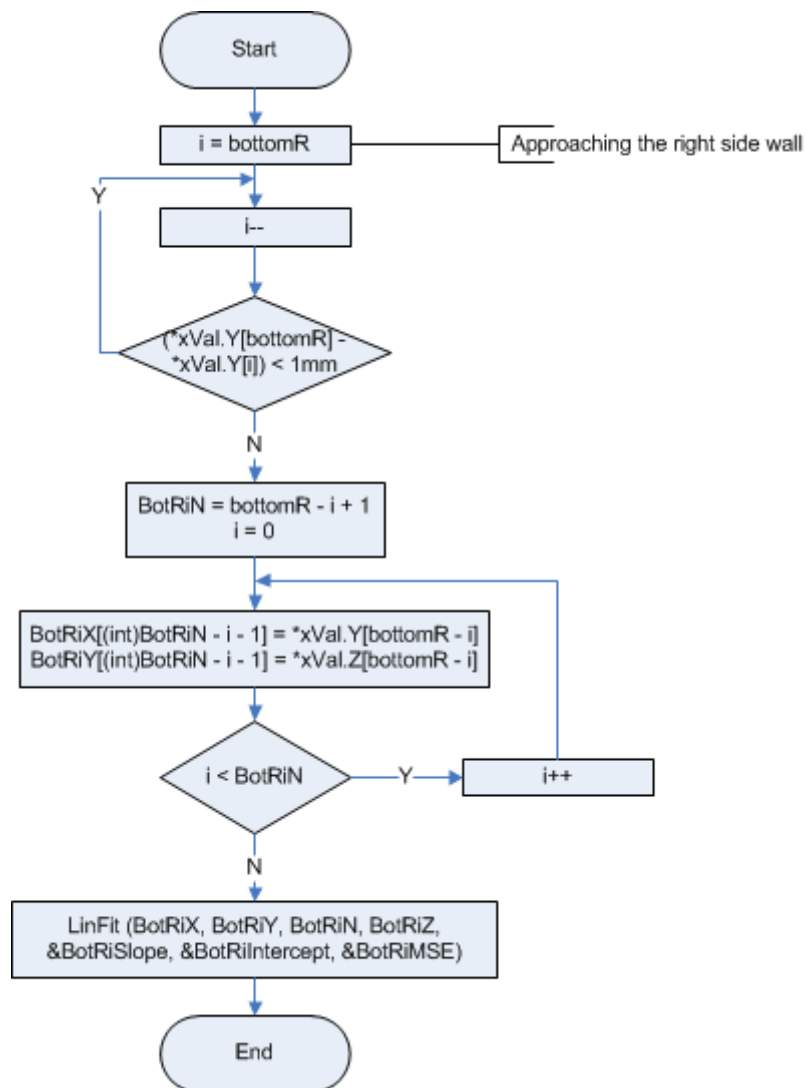 Start
i = bottomR
Approaching the right side wall
Y
i--
(*xVal.Y[bottomR] -
*xVal.Y[i]) < 1mm
N
BotRiN = bottomR - i + 1
i = 0
BotRiX[(int)BotRiN - i - 1] = *xVal.Y[bottomR - i]
BotRiY[(int)BotRiN - i - 1] = *xVal.Z[bottomR - i]
i < BotRiN
Y
i++
N
LinFit (BotRiX, BotRiY, BotRiN, BotRiZ,
&BotRiSlope, &BotRiIntercept, &BotRiMSE)
End